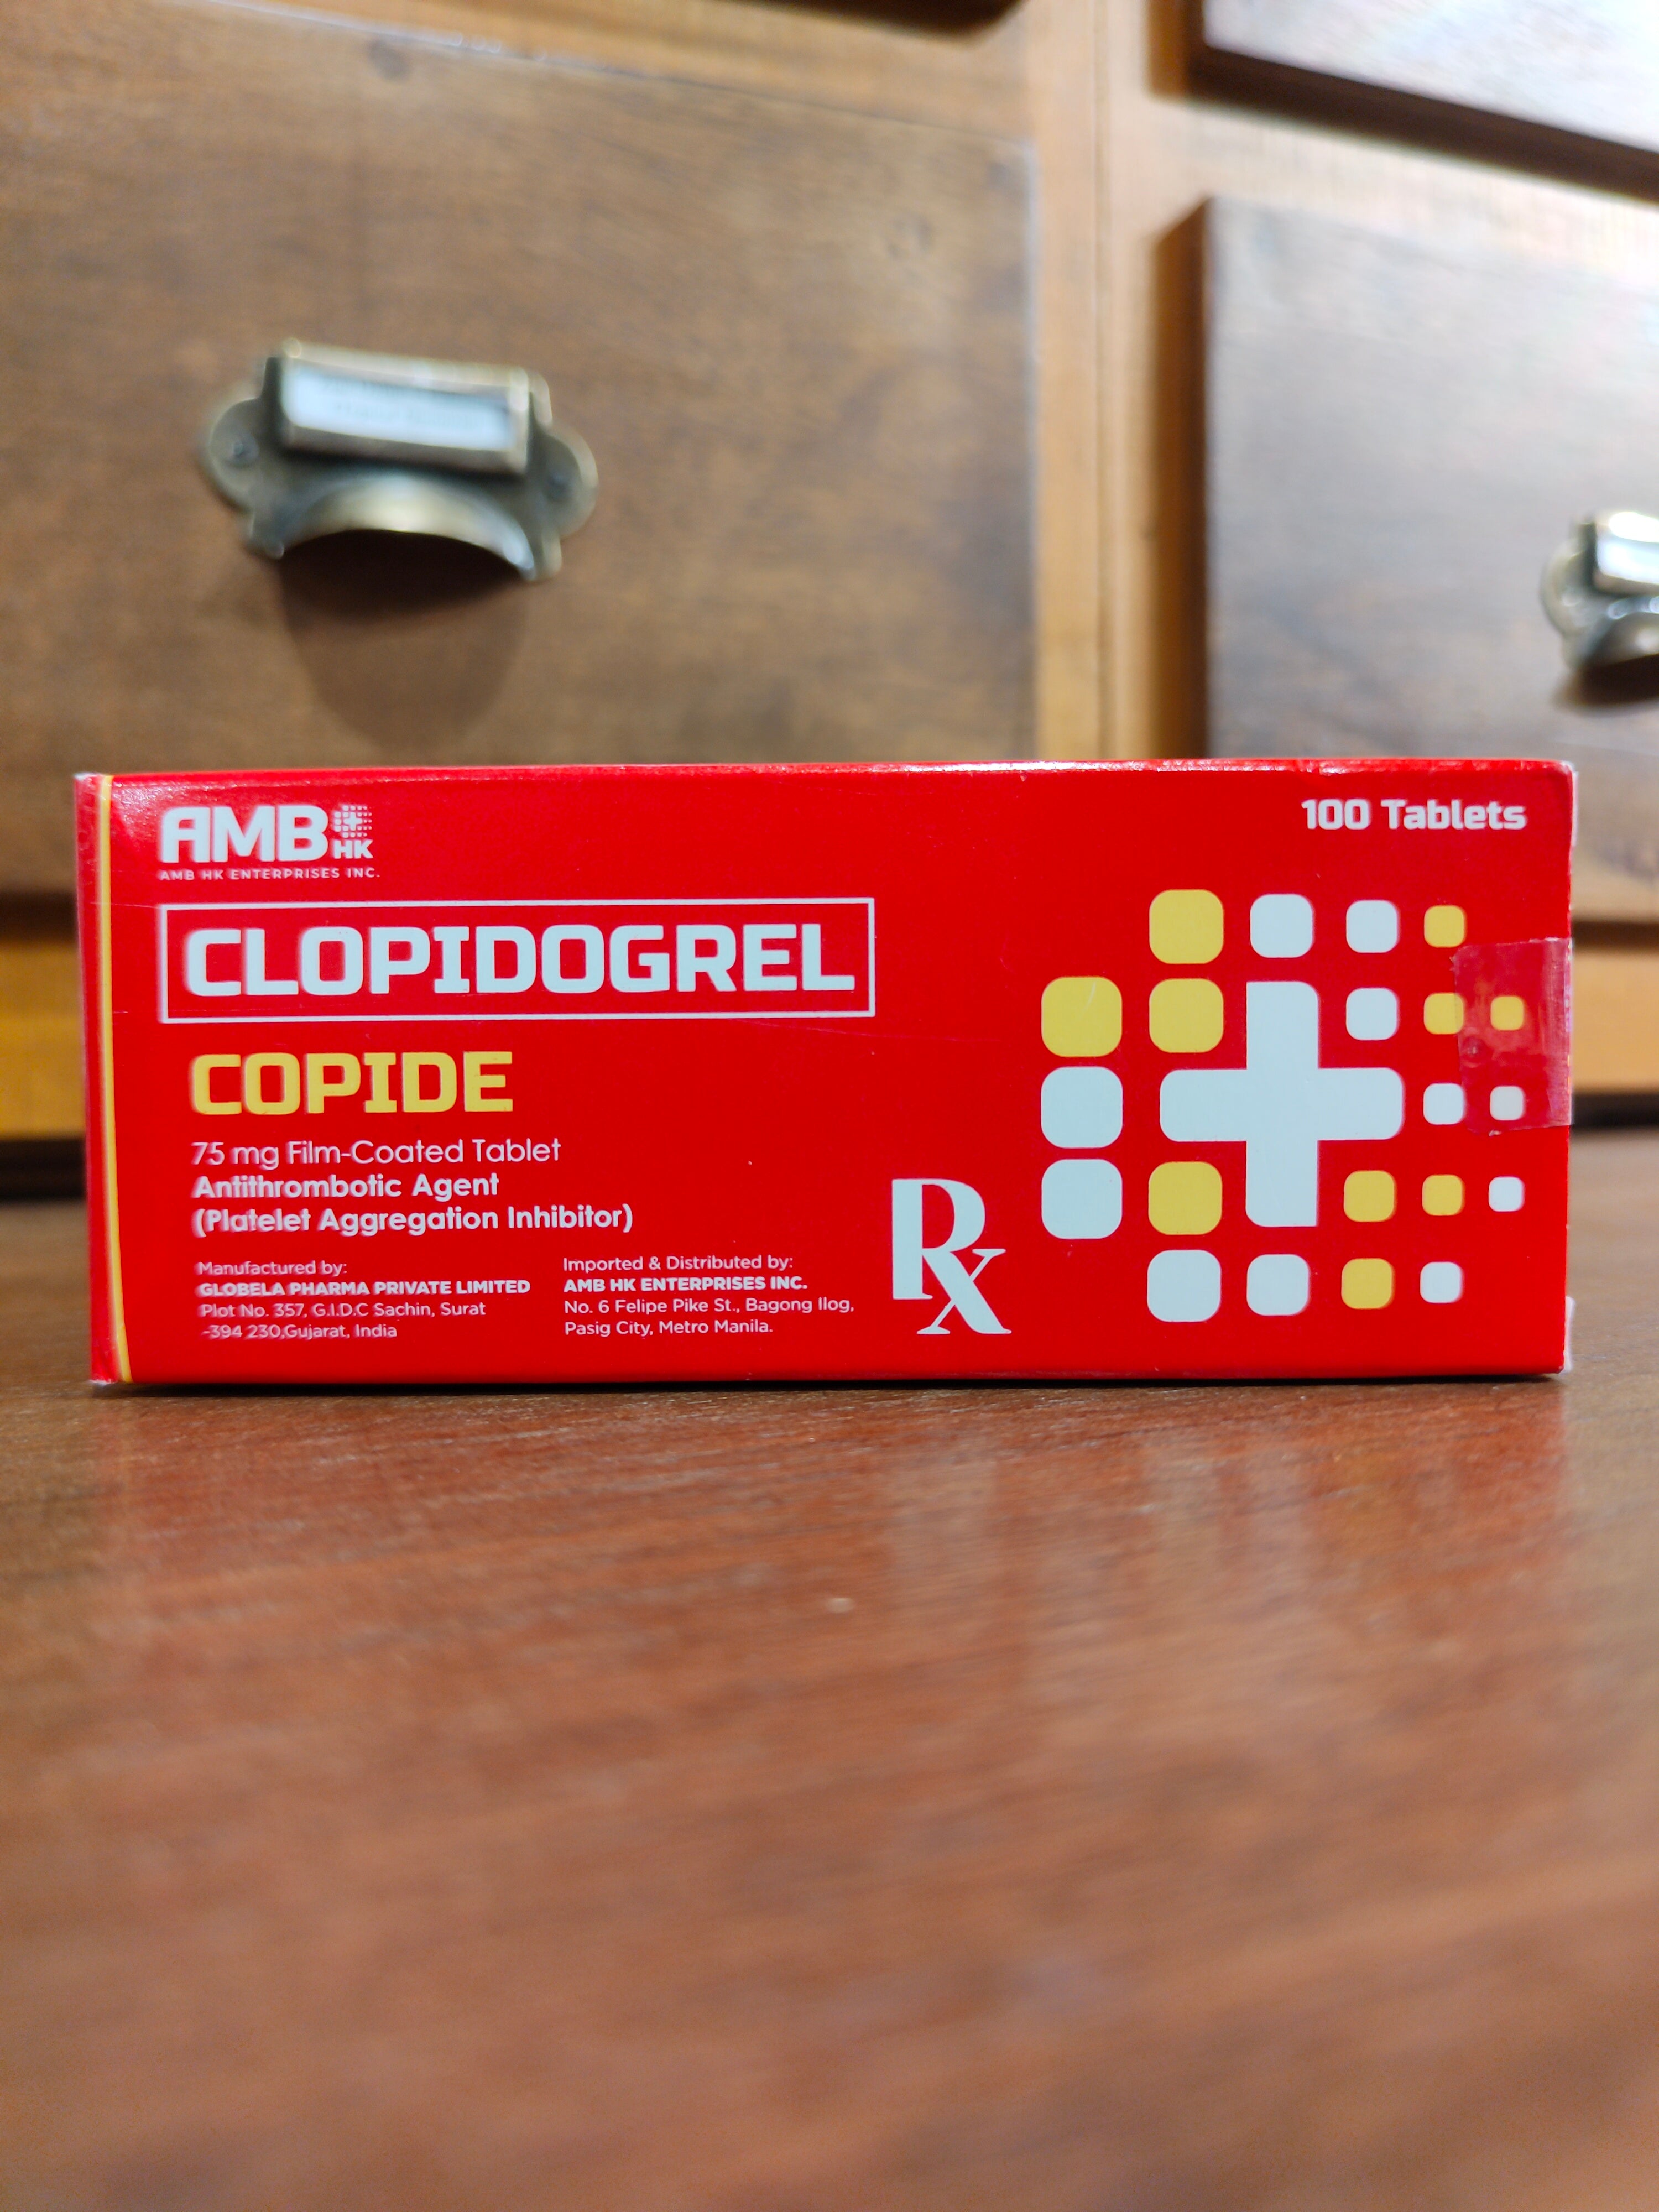 AMB HK
AMB HK ENTERPRISES INC.
100 Tablets
CLOPIDOGREL
COPIDE
75 mg Film-Coated Tablet
Antithrombotic Agent
(Platelet Aggregation Inhibitor)
Manufactured by:
GLOBELA PHARMA PRIVATE LIMITED
Plot No. 357, G.I.D.C Sachin, Surat
-394 230,Gujarat, India
Imported & Distributed by:
AMB HK ENTERPRISES INC.
No. 6 Felipe Pike St., Bagong Ilog,
Pasig City, Metro Manila.
Rx